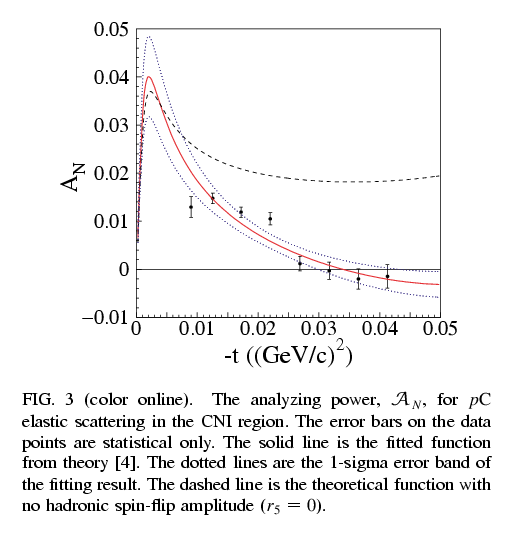 0.05
0.04
0.03
0.02
0.01
0
−0.01
A_N
0 0.01 0.02 0.03 0.04 0.05
-t ((GeV/c)²)
FIG. 3 (color online). The analyzing power, 𝒜_N, for pC
elastic scattering in the CNI region. The error bars on the data
points are statistical only. The solid line is the fitted function
from theory [4]. The dotted lines are the 1-sigma error band of
the fitting result. The dashed line is the theoretical function with
no hadronic spin-flip amplitude (r₅ = 0).